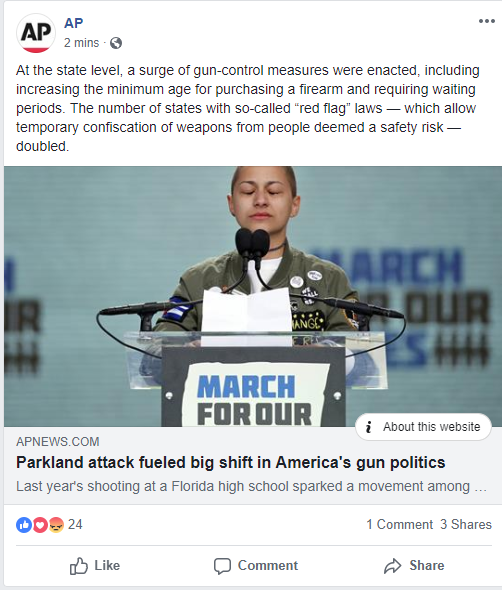 AP
AP
2 mins ·
At the state level, a surge of gun-control measures were enacted, including
increasing the minimum age for purchasing a firearm and requiring waiting
periods. The number of states with so-called “red flag” laws — which allow
temporary confiscation of weapons from people deemed a safety risk —
doubled.
MARCH
OUR
IR
ES
WE
CALL
MARCH
FOR OUR
i About this website
APNEWS.COM
Parkland attack fueled big shift in America's gun politics
Last year's shooting at a Florida high school sparked a movement among ...
24
1 Comment 3 Shares
Like
Comment
Share